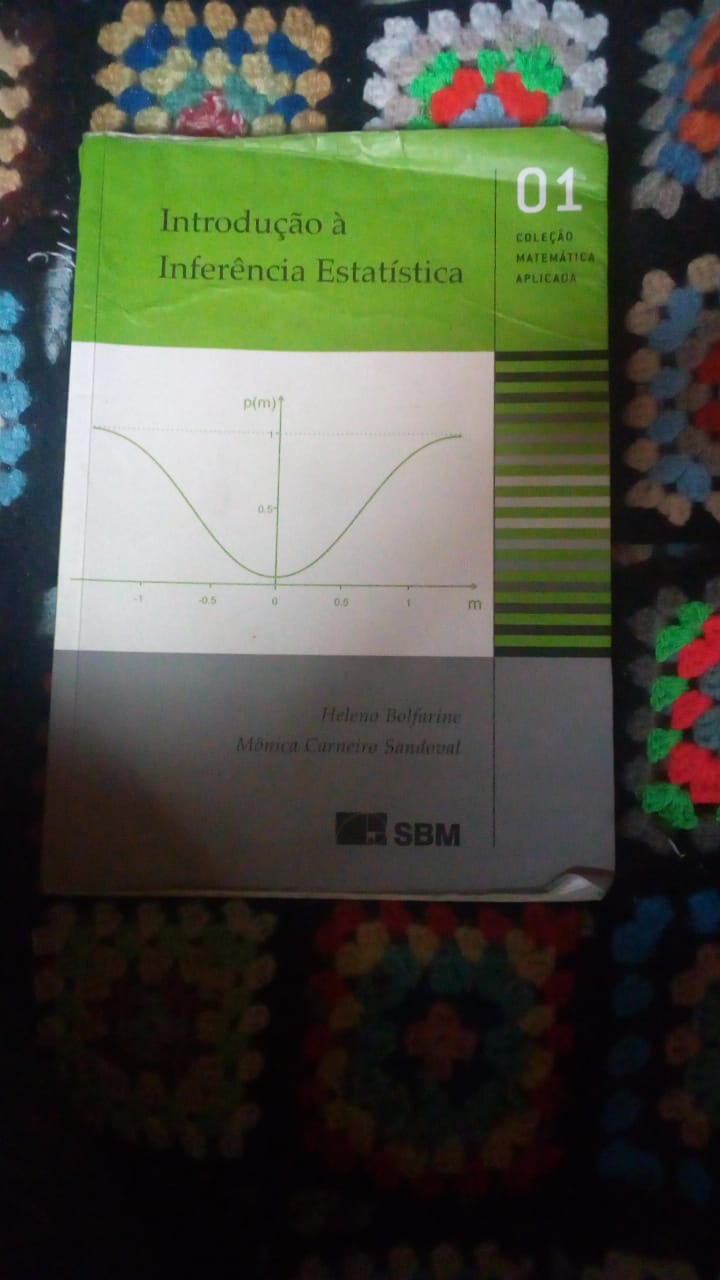 Introdução à
Inferência Estatística
01
COLEÇÃO
MATEMÁTICA
APLICADA
p(m)
1
0.5
-1
-0.5
0
0.5
1
m
Heleno Bolfarine
Mônica Carneiro Sandoval
SBM